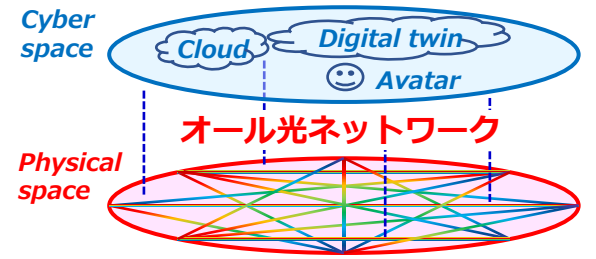 Cyber
space
Cloud
Digital twin
Avatar
オール光ネットワーク
Physical
space